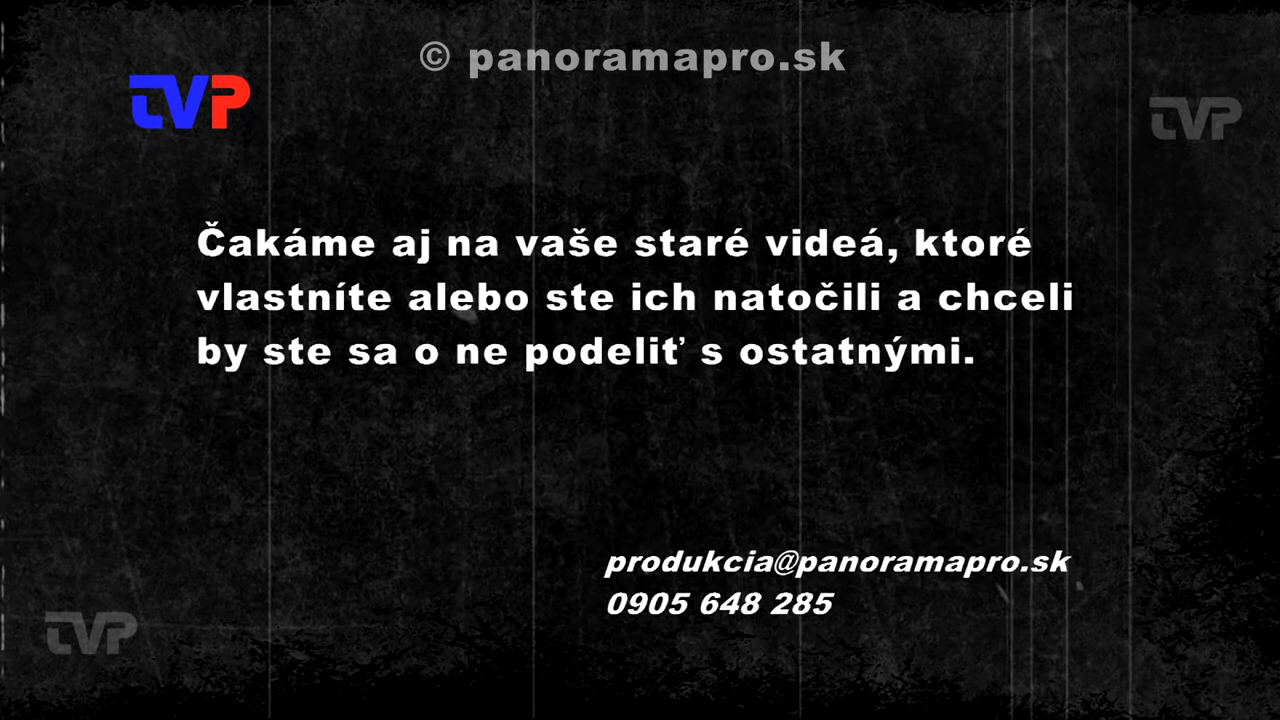 © panoramapro.sk
TVP
TVP
Čakáme aj na vaše staré videá, ktoré
vlastníte alebo ste ich natočili a chceli
by ste sa o ne podeliť s ostatnými.
produkcia@panoramapro.sk
0905 648 285
TVP